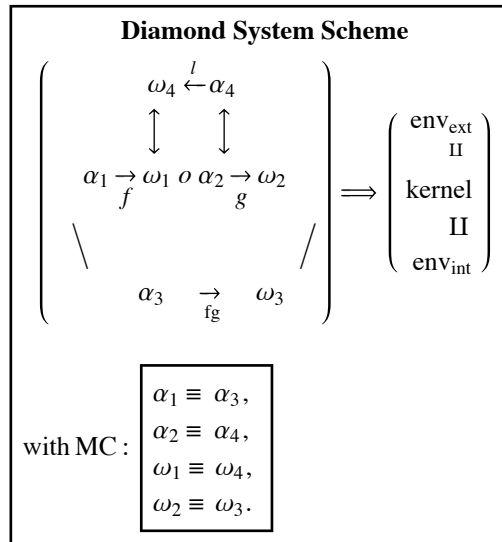 Diamond System Scheme
l
ω₄ ← α₄
↕ ↕
α₁ → ω₁ o α₂ → ω₂
f g
\ /
α₃ → ω₃
fg
⟹
env_ext
II
kernel
II
env_int
with MC :
α₁ ≡ α₃,
α₂ ≡ α₄,
ω₁ ≡ ω₄,
ω₂ ≡ ω₃.